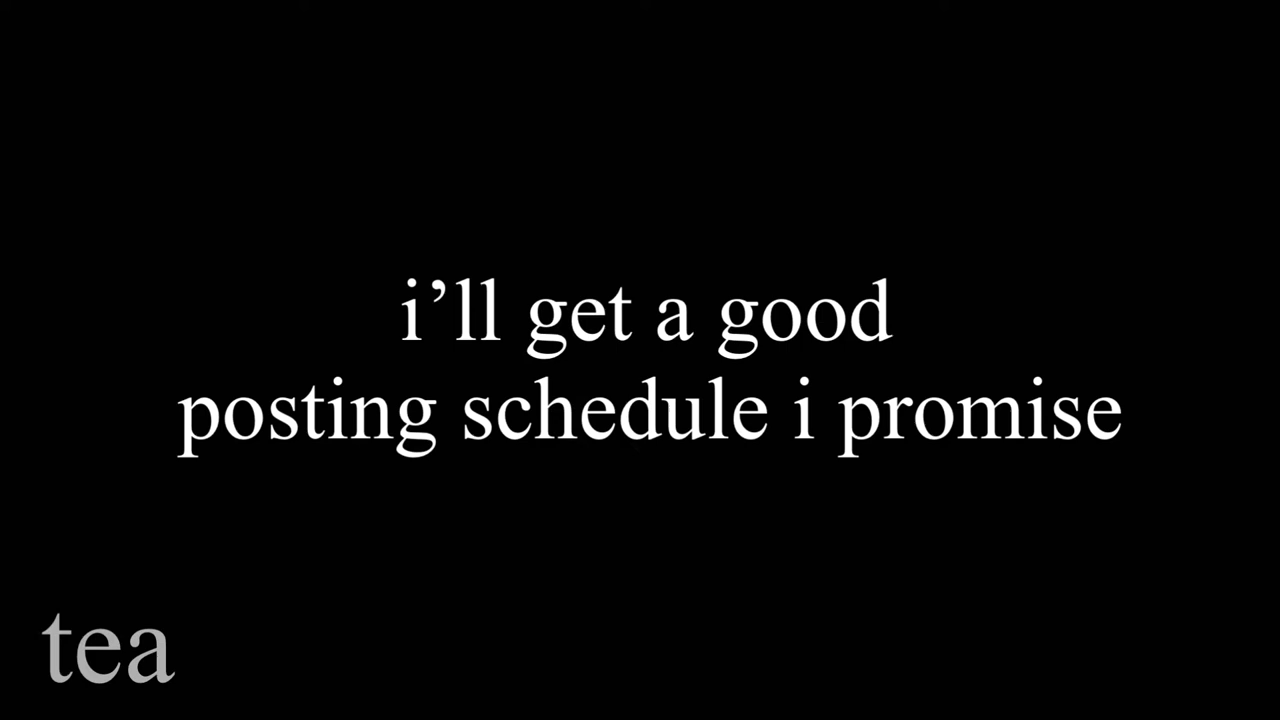 i’ll get a good
posting schedule i promise
tea